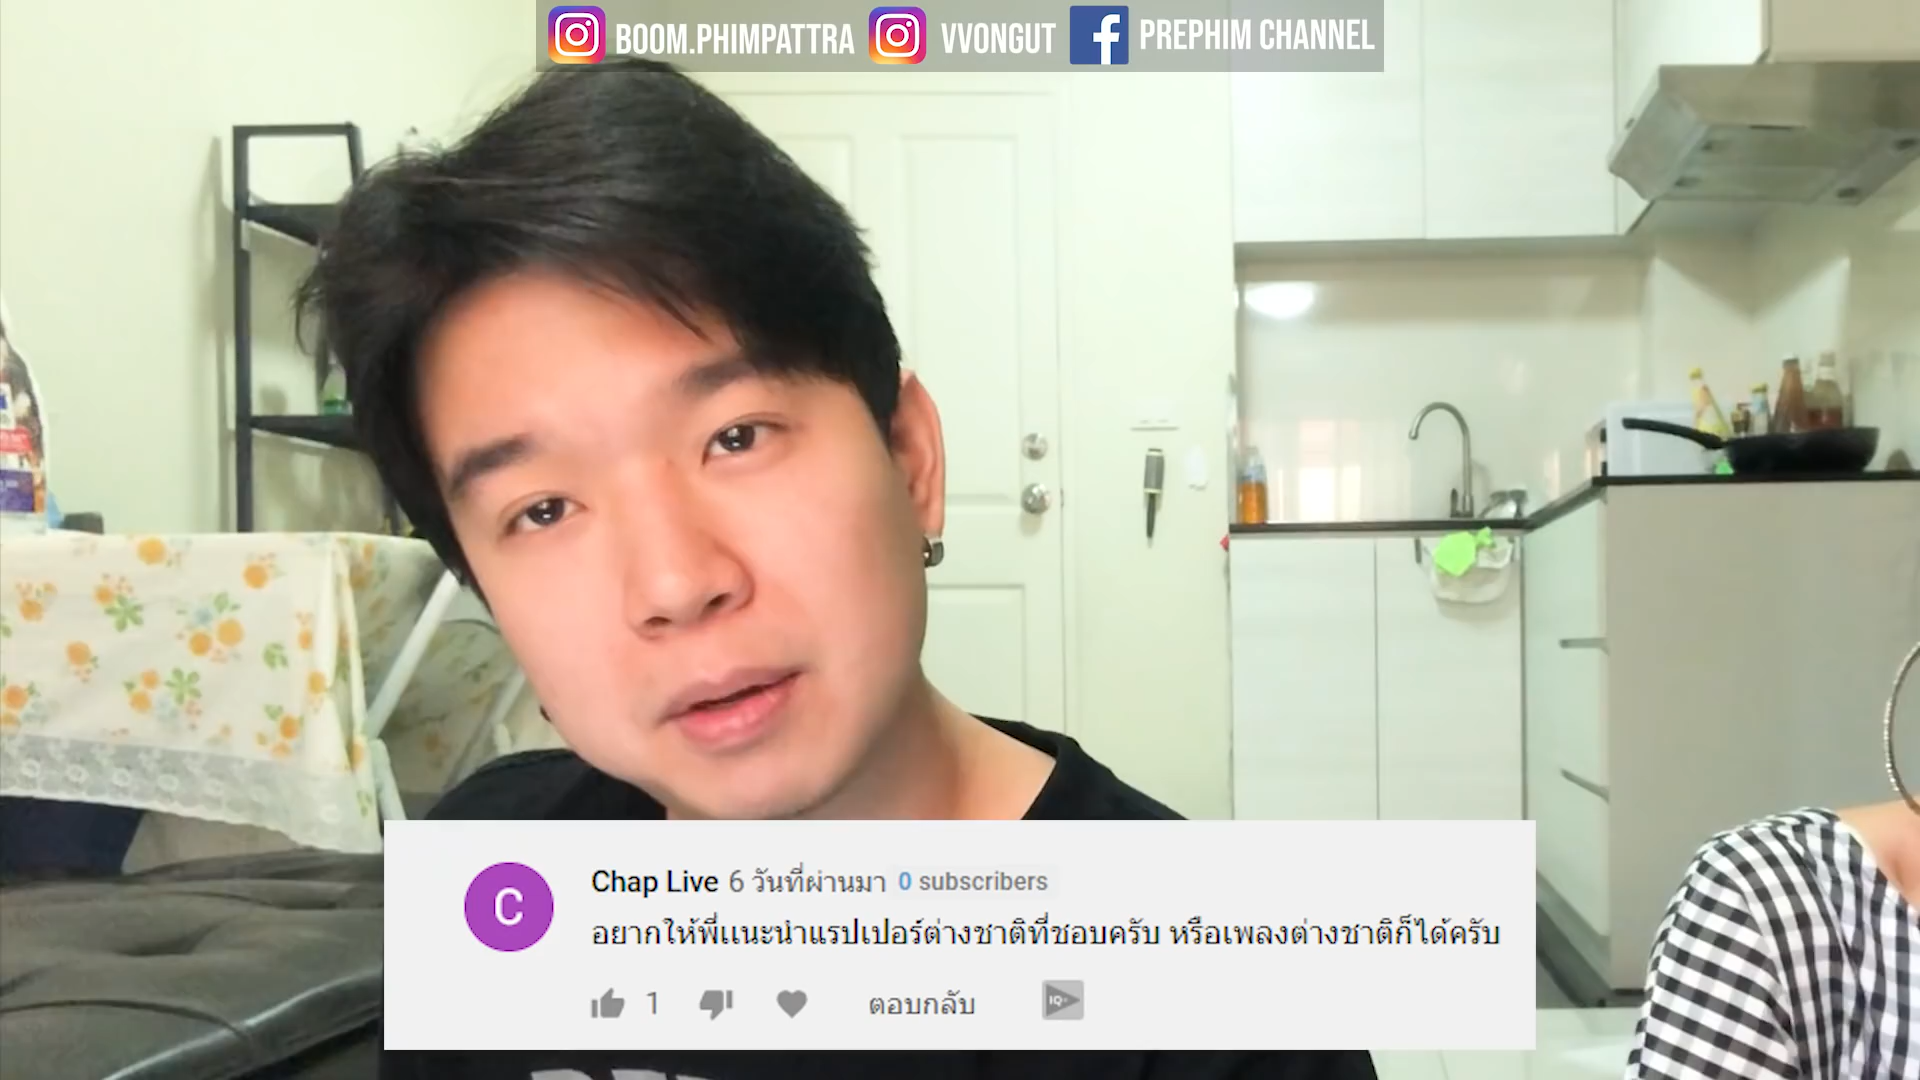 BOOM.PHIMPATTRA VVONGUT PREPHIM CHANNEL
Chap Live 6 วันที่ผ่านมา 0 subscribers
อยากให้พี่แนะนำแรปเปอร์ต่างชาติที่ชอบครับ หรือเพลงต่างชาติก็ได้ครับ
1 ตอบกลับ
C
IQ